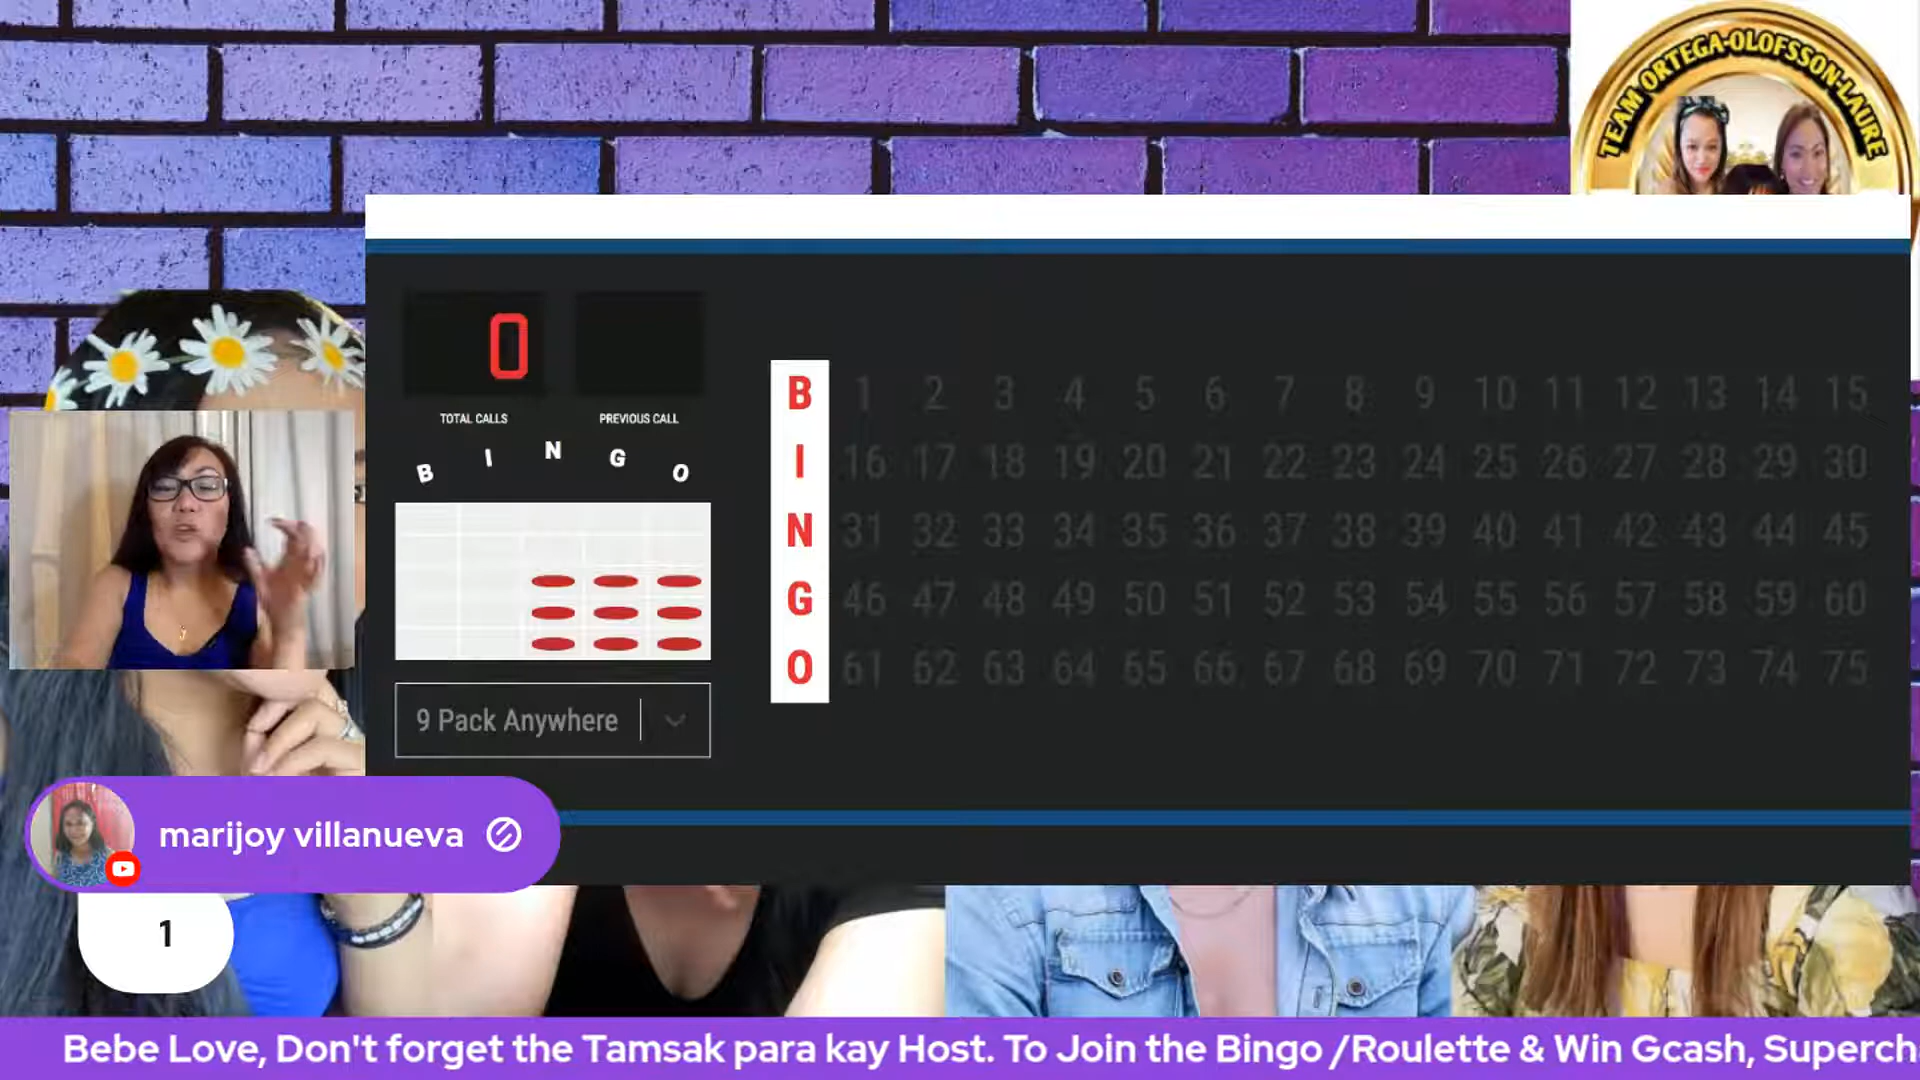 TEAM ORTEGA-OLOFSSON-LAURE
0
TOTAL CALLS
PREVIOUS CALL
B I N G O
9 Pack Anywhere
B 1 2 3 4 5 6 7 8 9 10 11 12 13 14 15
I 16 17 18 19 20 21 22 23 24 25 26 27 28 29 30
N 31 32 33 34 35 36 37 38 39 40 41 42 43 44 45
G 46 47 48 49 50 51 52 53 54 55 56 57 58 59 60
O 61 62 63 64 65 66 67 68 69 70 71 72 73 74 75
marijoy villanueva
1
Bebe Love, Don't forget the Tamsak para kay Host. To Join the Bingo /Roulette & Win Gcash, Superch